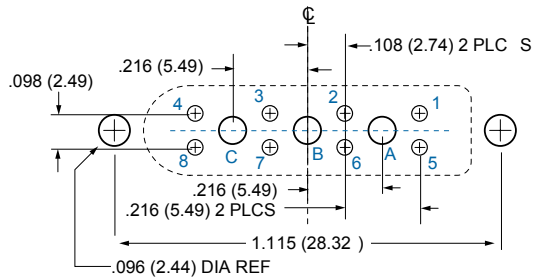 ℄
.108 (2.74) 2 PLC S
.216 (5.49)
.098 (2.49)
4 3 2 1
C B A
8 7 6 5
.216 (5.49)
.216 (5.49) 2 PLCS
1.115 (28.32 )
.096 (2.44) DIA REF